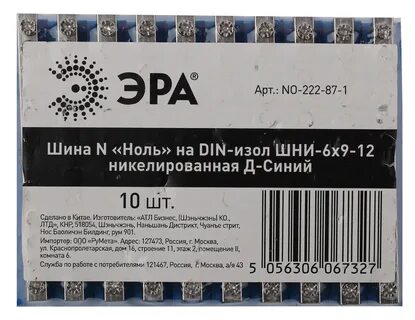 ЭРА®
Арт.: NO-222-87-1
Шина N «Ноль» на DIN-изол ШНИ-6х9-12
никелированная Д-Синий
10 шт.
Сделано в Китае. Изготовитель: «АТЛ Бизнес, (Шэньчжэнь) КО.,
ЛТД», КНР, 518054, Шэньчжэнь, Наньшань Дистрикт, Чуанье стрит,
Нос Баоличэн Билдинг, рум 901.
Импортер: ООО «РуМета». Адрес: 127473, Россия, г. Москва,
ул. Краснопролетарская, дом 16, строение 11, этаж 2, помещение II,
комната 6.
Служба по работе с потребителями 121467, Россия, г. Москва, а/я 43
5 056306 067327